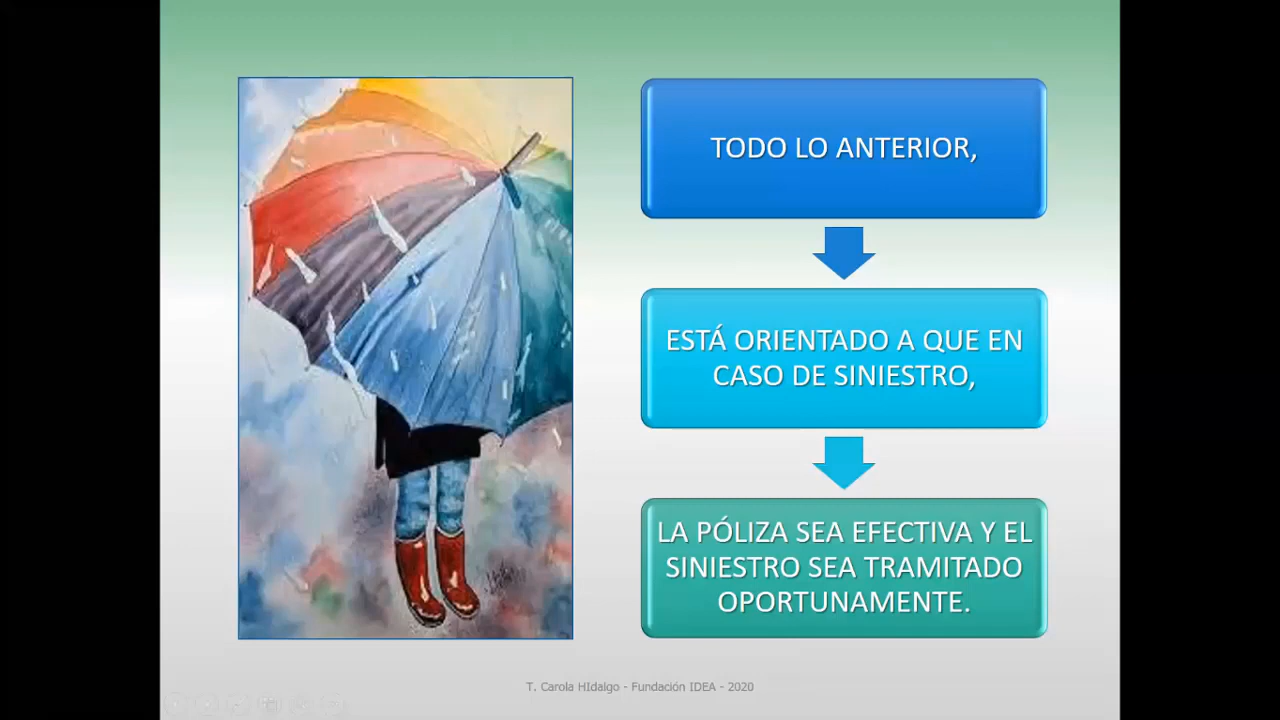 TODO LO ANTERIOR,
ESTÁ ORIENTADO A QUE EN
CASO DE SINIESTRO,
LA PÓLIZA SEA EFECTIVA Y EL
SINIESTRO SEA TRAMITADO
OPORTUNAMENTE.
T. Carola HIdalgo - Fundación IDEA - 2020